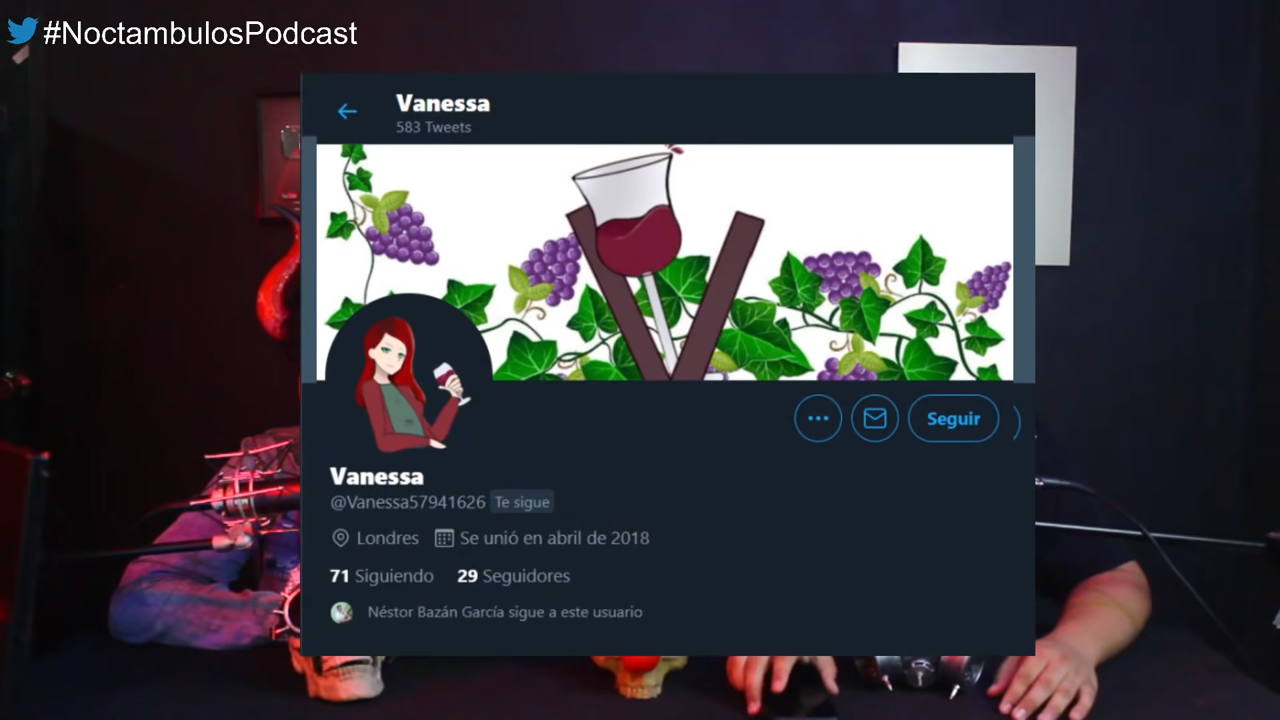 #NoctambulosPodcast
Vanessa
583 Tweets
Seguir
Vanessa
@Vanessa57941626 Te sigue
Londres Se unió en abril de 2018
71 Siguiendo 29 Seguidores
Néstor Bazán García sigue a este usuario